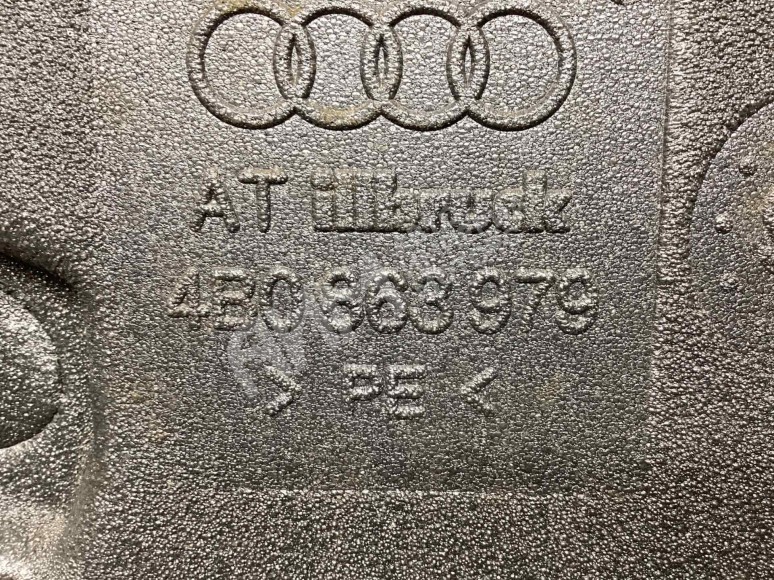 AT illbruck
4B0 863 979
> PE <